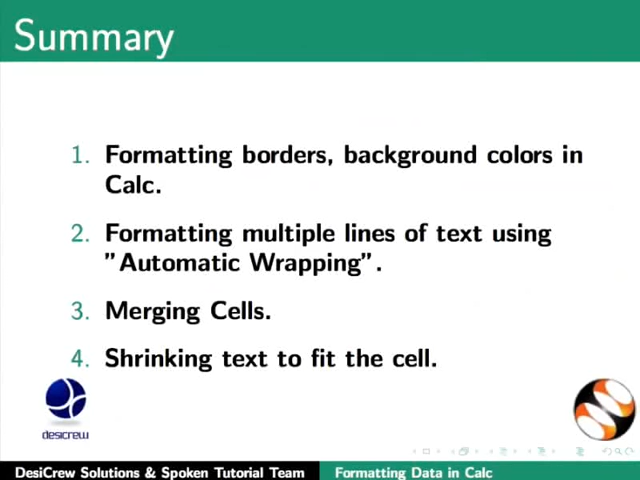 Summary
1. Formatting borders, background colors in
Calc.
2. Formatting multiple lines of text using
"Automatic Wrapping".
3. Merging Cells.
4. Shrinking text to fit the cell.
desicrew
DesiCrew Solutions & Spoken Tutorial Team
Formatting Data in Calc